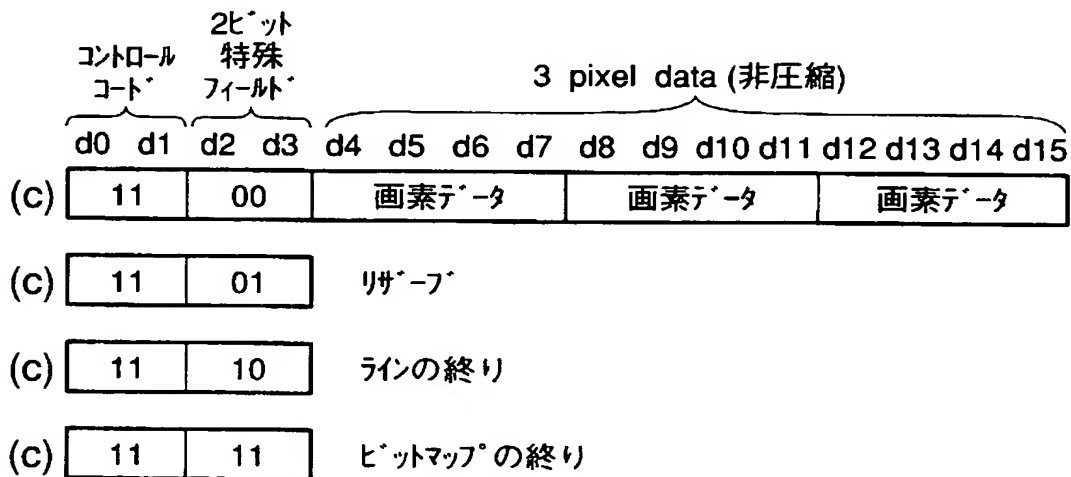 コントロール コード
2ビット 特殊 フィールド
3 pixel data (非圧縮)
d0 d1 d2 d3 d4 d5 d6 d7 d8 d9 d10 d11 d12 d13 d14 d15
(c) 11 00 画素データ 画素データ 画素データ
(c) 11 01 リザーブ
(c) 11 10 ラインの終り
(c) 11 11 ビットマップの終り